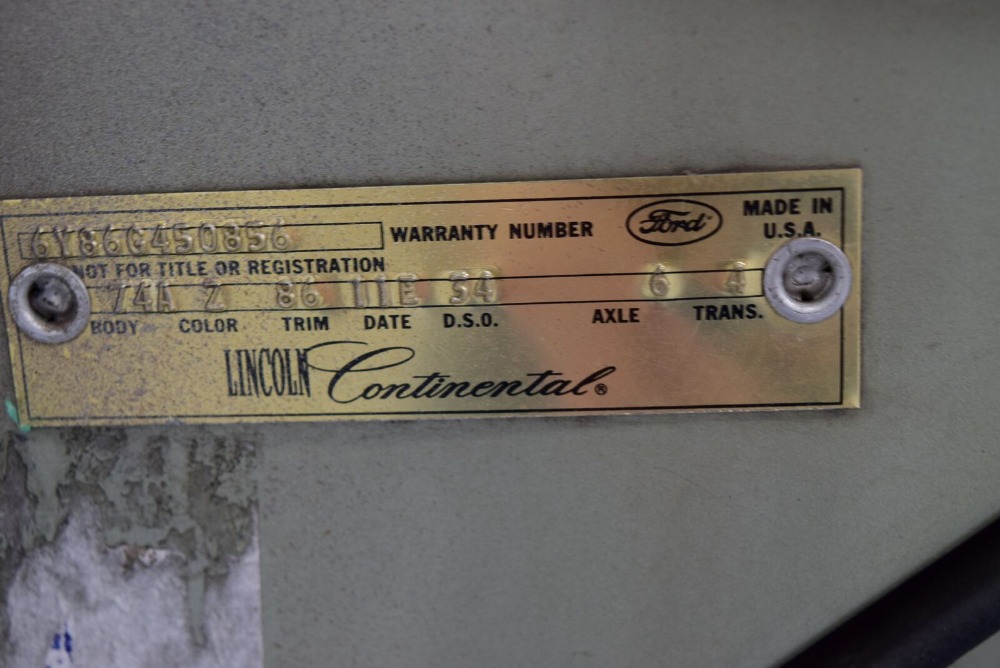 6Y86G450856 WARRANTY NUMBER Ford MADE IN U.S.A.
NOT FOR TITLE OR REGISTRATION
74A Z 86 11E 34 6 4
BODY COLOR TRIM DATE D.S.O. AXLE TRANS.
LINCOLN Continental®